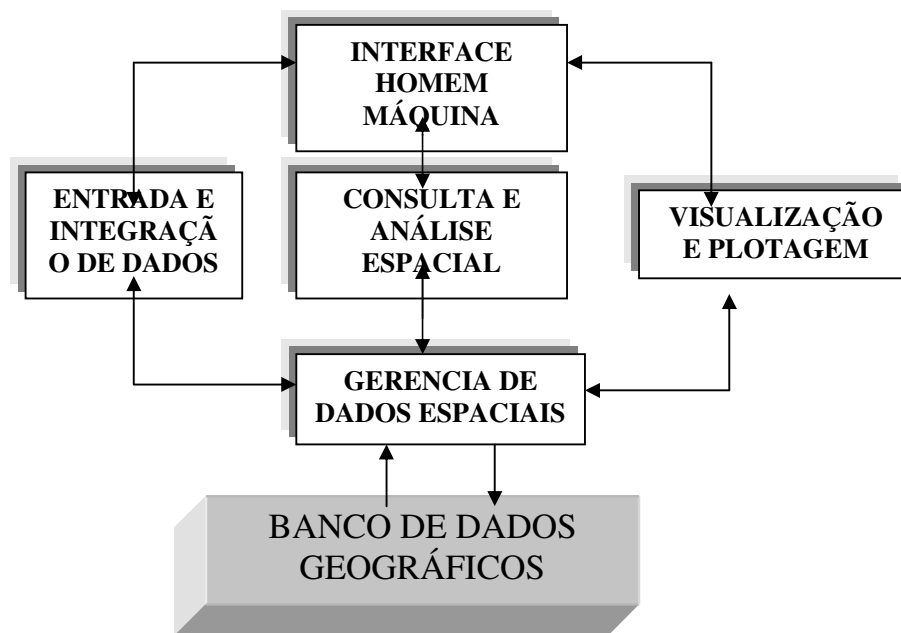 INTERFACE
HOMEM
MÁQUINA
ENTRADA E
INTEGRAÇÃ
O DE DADOS
CONSULTA E
ANÁLISE
ESPACIAL
VISUALIZAÇÃO
E PLOTAGEM
GERENCIA DE
DADOS ESPACIAIS
BANCO DE DADOS
GEOGRÁFICOS